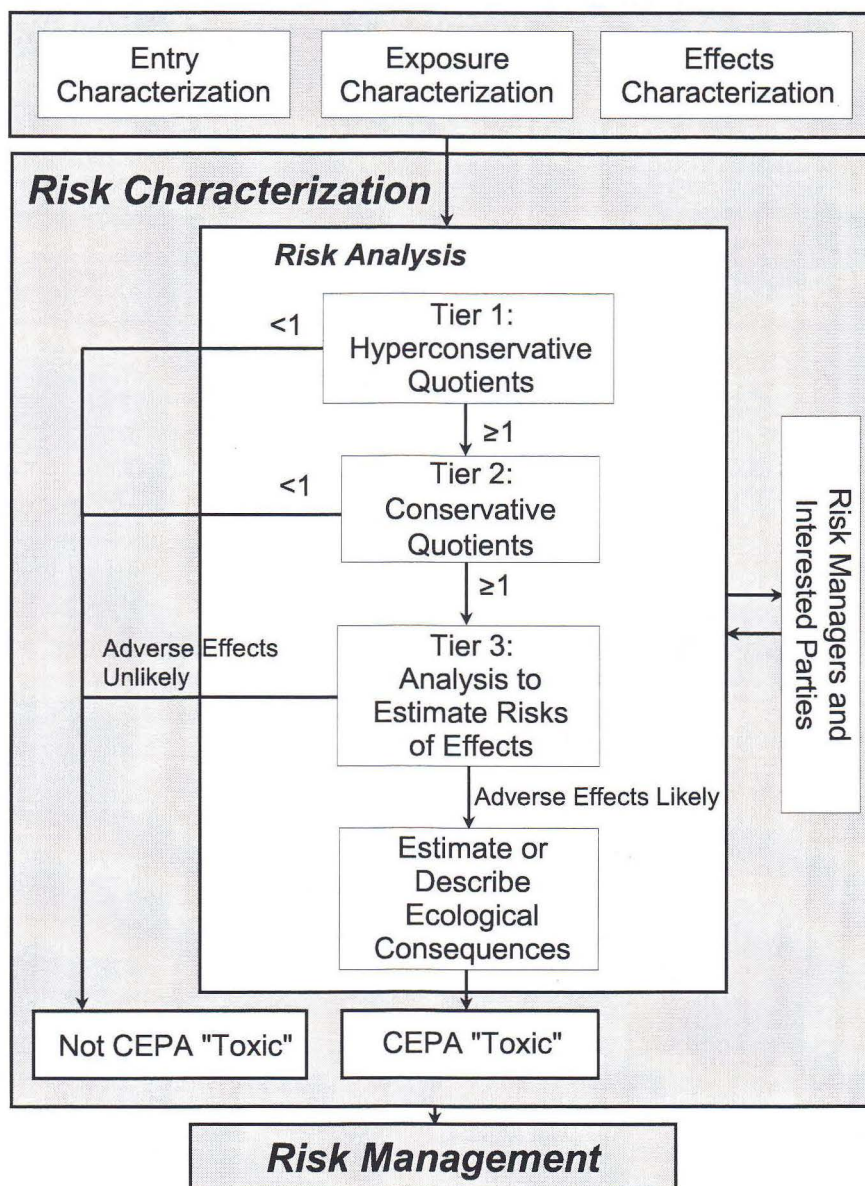 Entry
Characterization
Exposure
Characterization
Effects
Characterization
Risk Characterization
Risk Analysis
<1
Tier 1:
Hyperconservative
Quotients
≥1
<1
Tier 2:
Conservative
Quotients
≥1
Adverse Effects
Unlikely
Tier 3:
Analysis to
Estimate Risks
of Effects
Adverse Effects Likely
Estimate or
Describe
Ecological
Consequences
Risk Managers and
Interested Parties
Not CEPA "Toxic"
CEPA "Toxic"
Risk Management